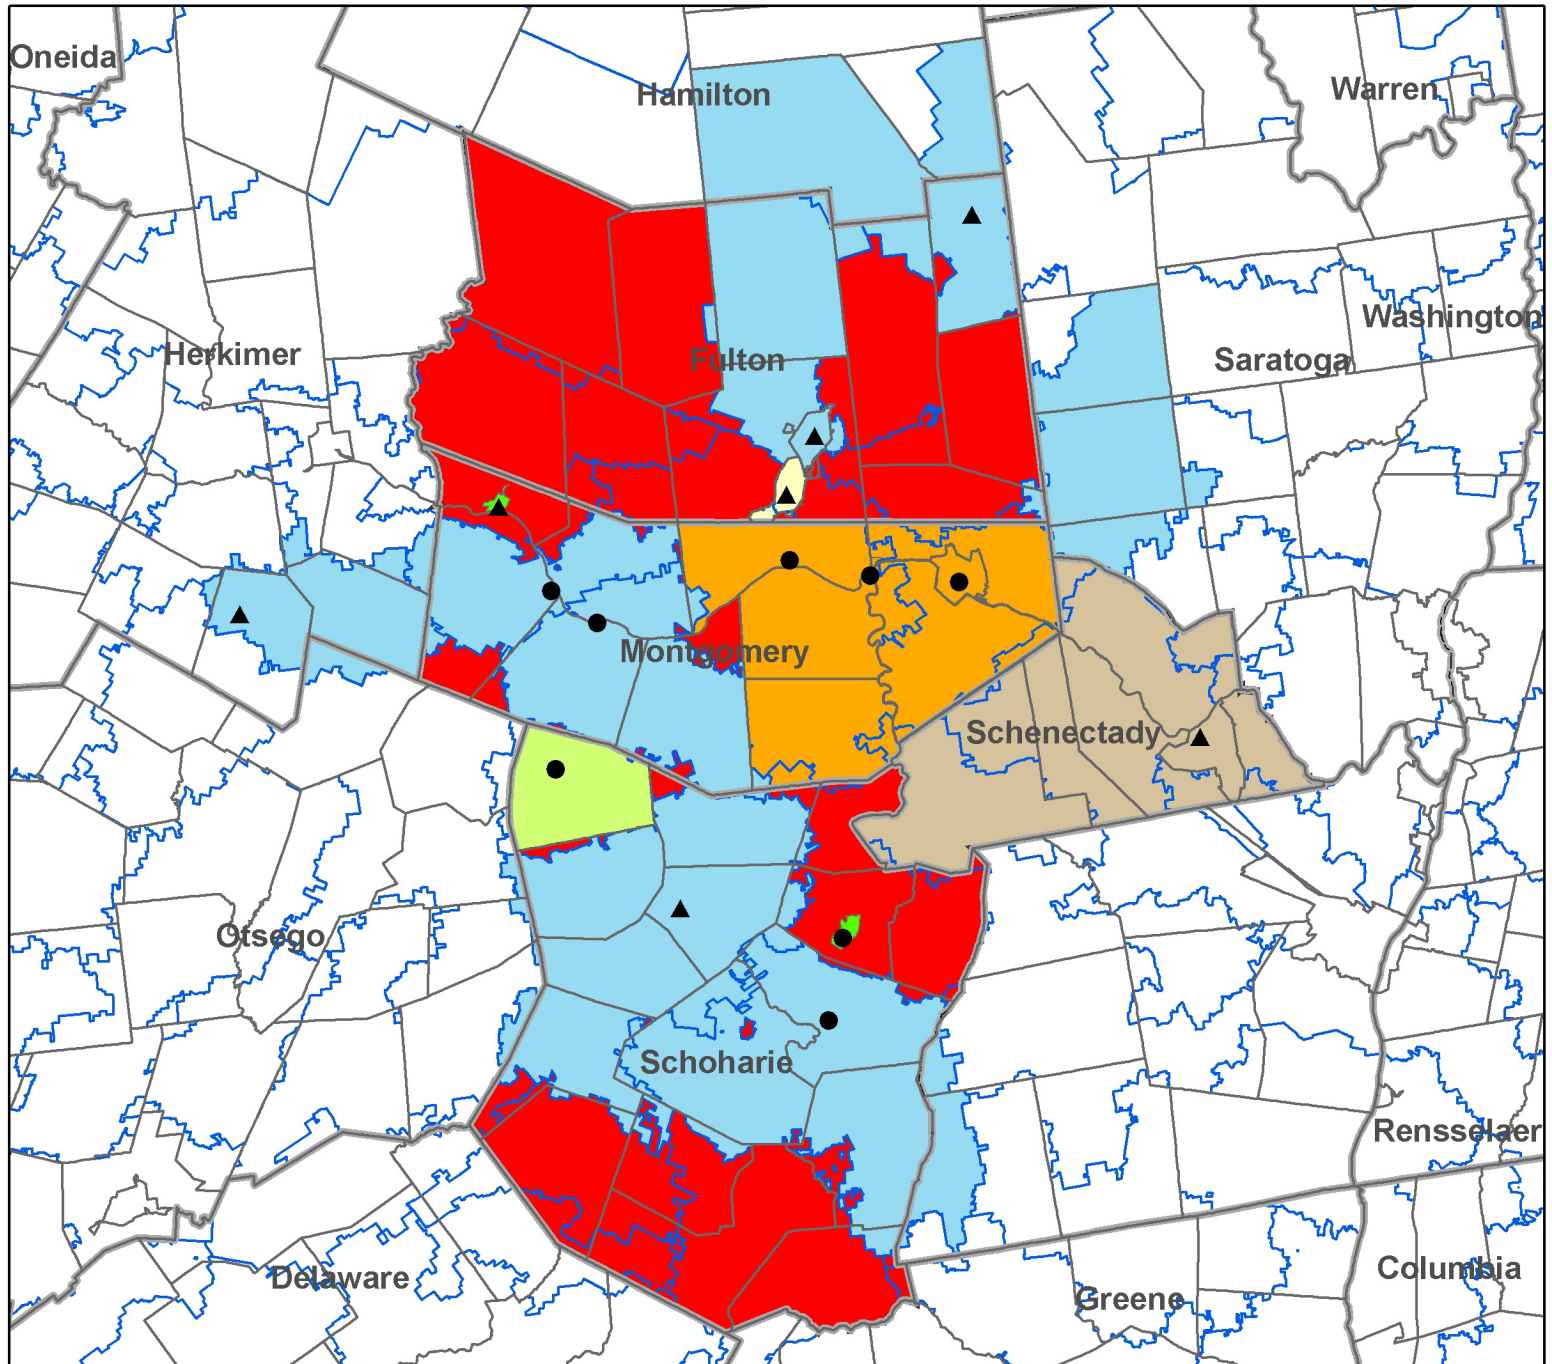 Oneida
Hamilton
Warren
Washington
Herkimer
Fulton
Saratoga
Montgomery
Schenectady
Otsego
Schoharie
Rensselaer
Delaware
Columbia
Greene